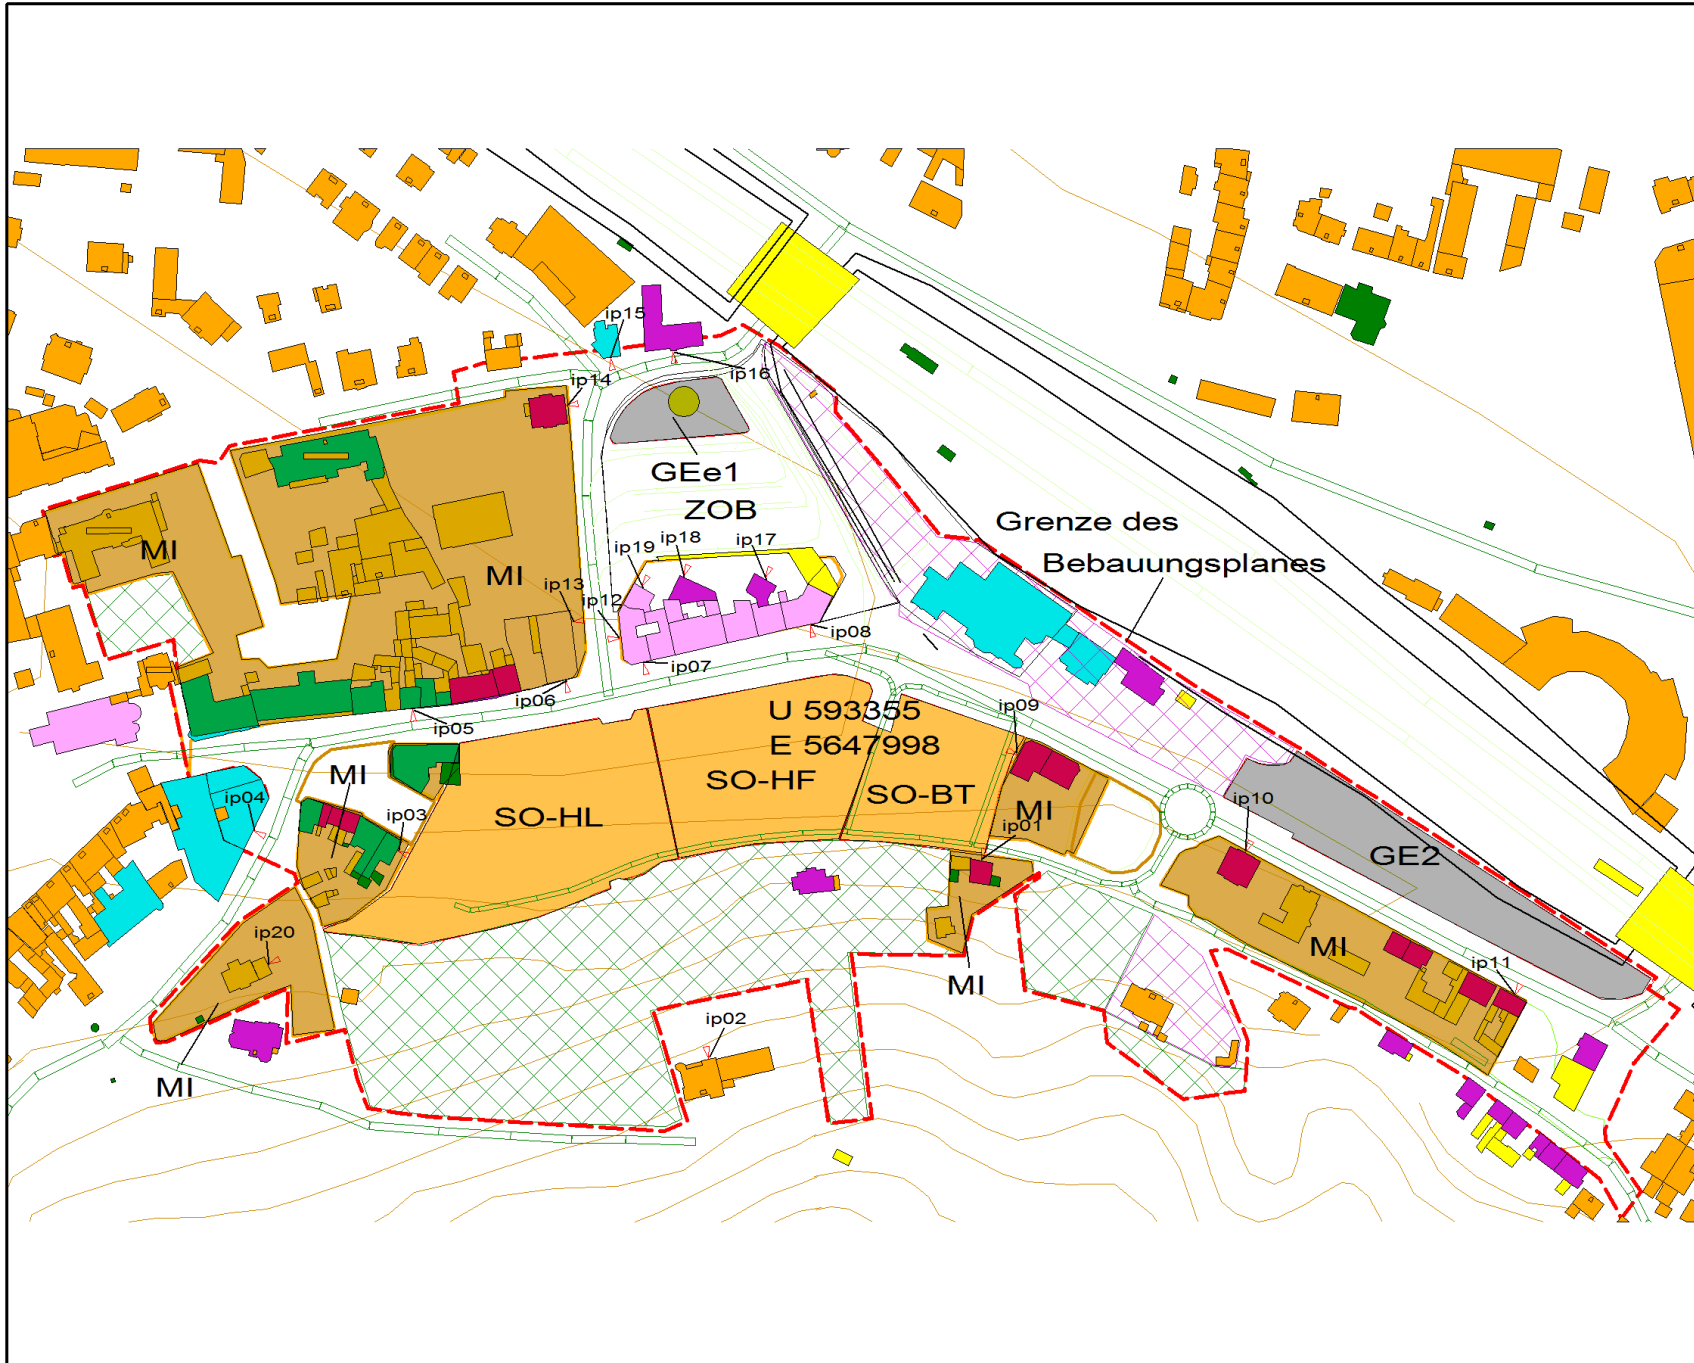 ip15
ip16
ip14
GEe1
ZOB
Grenze des
Bebauungsplanes
ip19
ip18
ip17
MI
MI
ip13
ip12
ip08
ip07
ip06
ip05
U 593355
E 5647998
ip09
MI
SO-HF
SO-BT
SO-HL
MI
ip04
ip03
ip01
ip10
GE2
MI
ip11
ip20
MI
ip02
MI